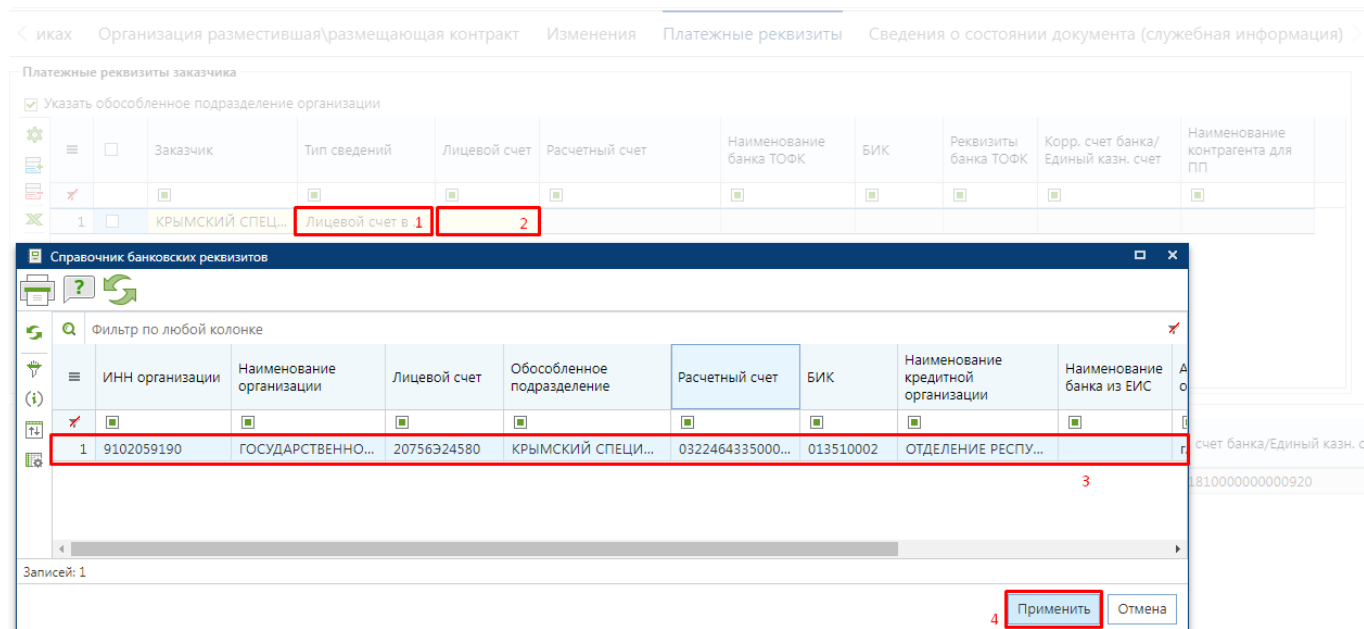 иках Организация разместившая\размещающая контракт Изменения Платежные реквизиты Сведения о состоянии документа (служебная информация)
Платежные реквизиты заказчика
Указать обособленное подразделение организации
Заказчик Тип сведений Лицевой счет Расчетный счет Наименование банка ТОФК БИК Реквизиты банка ТОФК Корр. счет банка/ Единый казн. счет Наименование контрагента для ПП
1 КРЫМСКИЙ СПЕЦ... Лицевой счет в 1 2
Справочник банковских реквизитов
?
Фильтр по любой колонке
ИНН организации Наименование организации Лицевой счет Обособленное подразделение Расчетный счет БИК Наименование кредитной организации Наименование банка из ЕИС
1 9102059190 ГОСУДАРСТВЕННО... 20756Э24580 КРЫМСКИЙ СПЕЦИ... 0322464335000... 013510002 ОТДЕЛЕНИЕ РЕСПУ... г.
счет банка/Единый казн. с
3
1810000000000920
Записей: 1
4 Применить Отмена